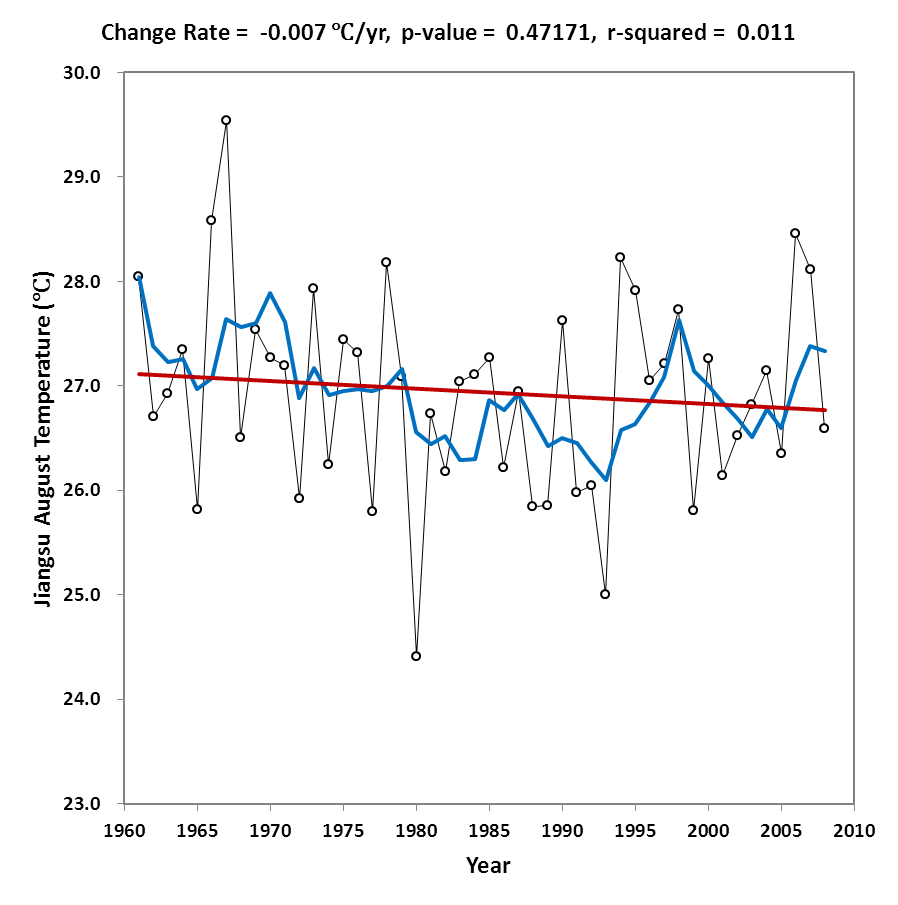 Change Rate = -0.007 ℃/yr, p-value = 0.47171, r-squared = 0.011
30.0
29.0
28.0
27.0
26.0
25.0
24.0
23.0
Jiangsu August Temperature (℃)
1960 1965 1970 1975 1980 1985 1990 1995 2000 2005 2010
Year